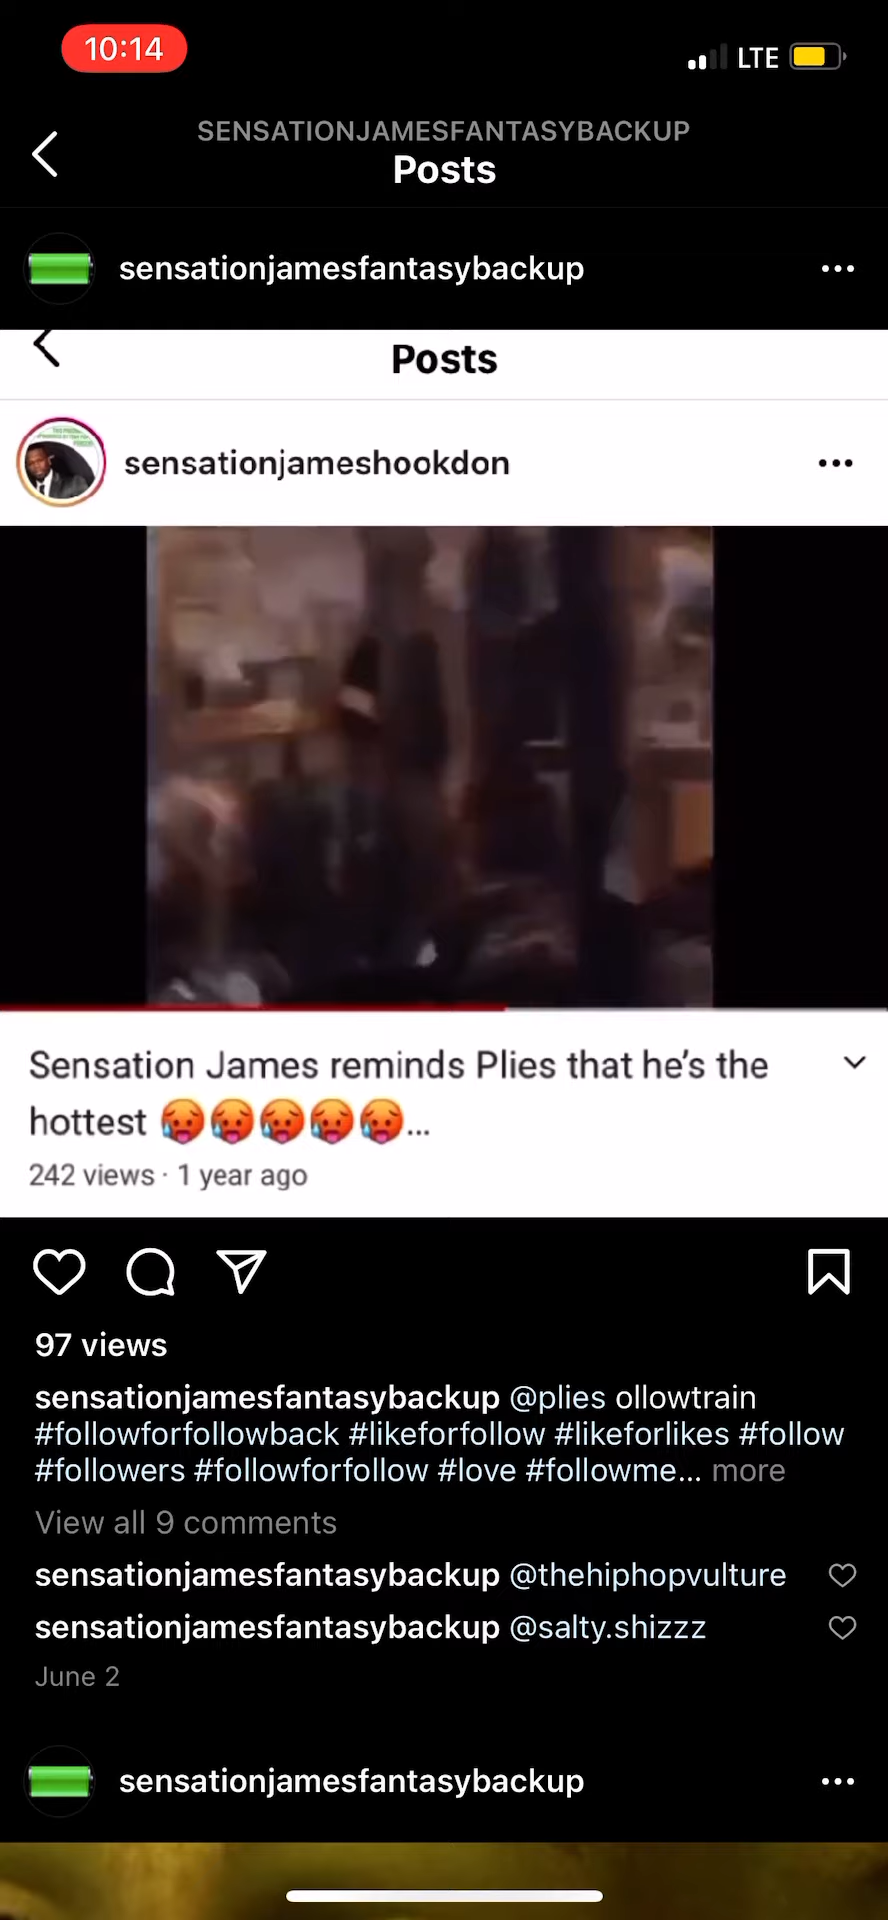 10:14
LTE
SENSATIONJAMESFANTASYBACKUP
Posts
sensationjamesfantasybackup
Posts
sensationjameshookdon
Sensation James reminds Plies that he's the
hottest 🥵🥵🥵🥵🥵...
242 views · 1 year ago
97 views
sensationjamesfantasybackup @plies ollowtrain
#followforfollowback #likeforfollow #likeforlikes #follow
#followers #followforfollow #love #followme... more
View all 9 comments
sensationjamesfantasybackup @thehiphopvulture
sensationjamesfantasybackup @salty.shizzz
June 2
sensationjamesfantasybackup